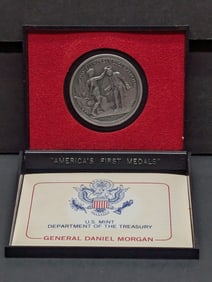 "AMERICA'S FIRST MEDALS"
U.S. MINT
DEPARTMENT OF THE TREASURY
GENERAL DANIEL MORGAN